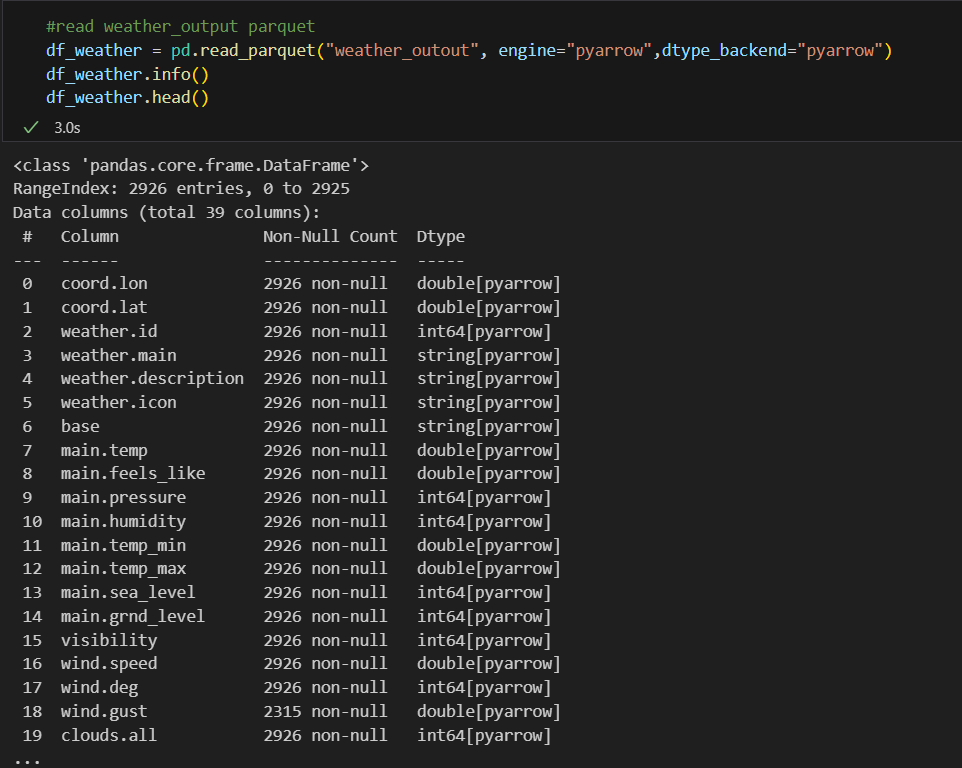 #read weather_output parquet
df_weather = pd.read_parquet("weather_outout", engine="pyarrow",dtype_backend="pyarrow")
df_weather.info()
df_weather.head()
✓ 3.0s
<class 'pandas.core.frame.DataFrame'>
RangeIndex: 2926 entries, 0 to 2925
Data columns (total 39 columns):
 #   Column               Non-Null Count  Dtype
---  ------               --------------  -----
 0   coord.lon            2926 non-null   double[pyarrow]
 1   coord.lat            2926 non-null   double[pyarrow]
 2   weather.id           2926 non-null   int64[pyarrow]
 3   weather.main         2926 non-null   string[pyarrow]
 4   weather.description  2926 non-null   string[pyarrow]
 5   weather.icon         2926 non-null   string[pyarrow]
 6   base                 2926 non-null   string[pyarrow]
 7   main.temp            2926 non-null   double[pyarrow]
 8   main.feels_like      2926 non-null   double[pyarrow]
 9   main.pressure        2926 non-null   int64[pyarrow]
 10  main.humidity        2926 non-null   int64[pyarrow]
 11  main.temp_min        2926 non-null   double[pyarrow]
 12  main.temp_max        2926 non-null   double[pyarrow]
 13  main.sea_level       2926 non-null   int64[pyarrow]
 14  main.grnd_level      2926 non-null   int64[pyarrow]
 15  visibility           2926 non-null   int64[pyarrow]
 16  wind.speed           2926 non-null   double[pyarrow]
 17  wind.deg             2926 non-null   int64[pyarrow]
 18  wind.gust            2315 non-null   double[pyarrow]
 19  clouds.all           2926 non-null   int64[pyarrow]
...